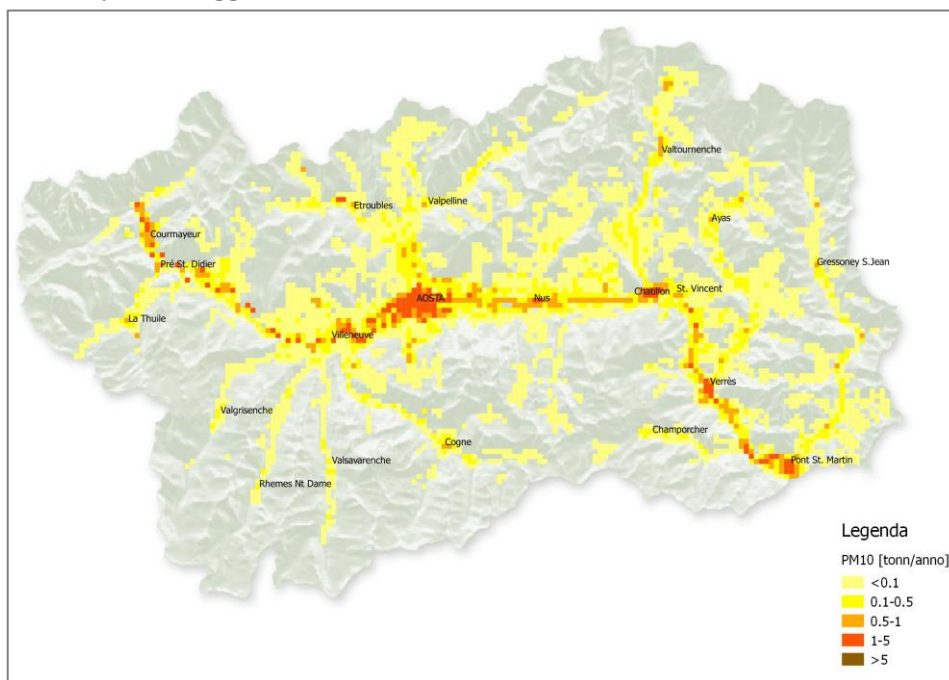 Valtournenche
Etroubles
Valpelline
Ayas
Courmayeur
Pré St. Didier
Gressoney S.Jean
AOSTA
Nus
Chatillon
St. Vincent
La Thuile
Villeneuve
Verrès
Valgrisenche
Champorcher
Cogne
Valsavarenche
Pont St. Martin
Rhemes Nt Dame
Legenda
PM10 [tonn/anno]
<0.1
0.1-0.5
0.5-1
1-5
>5